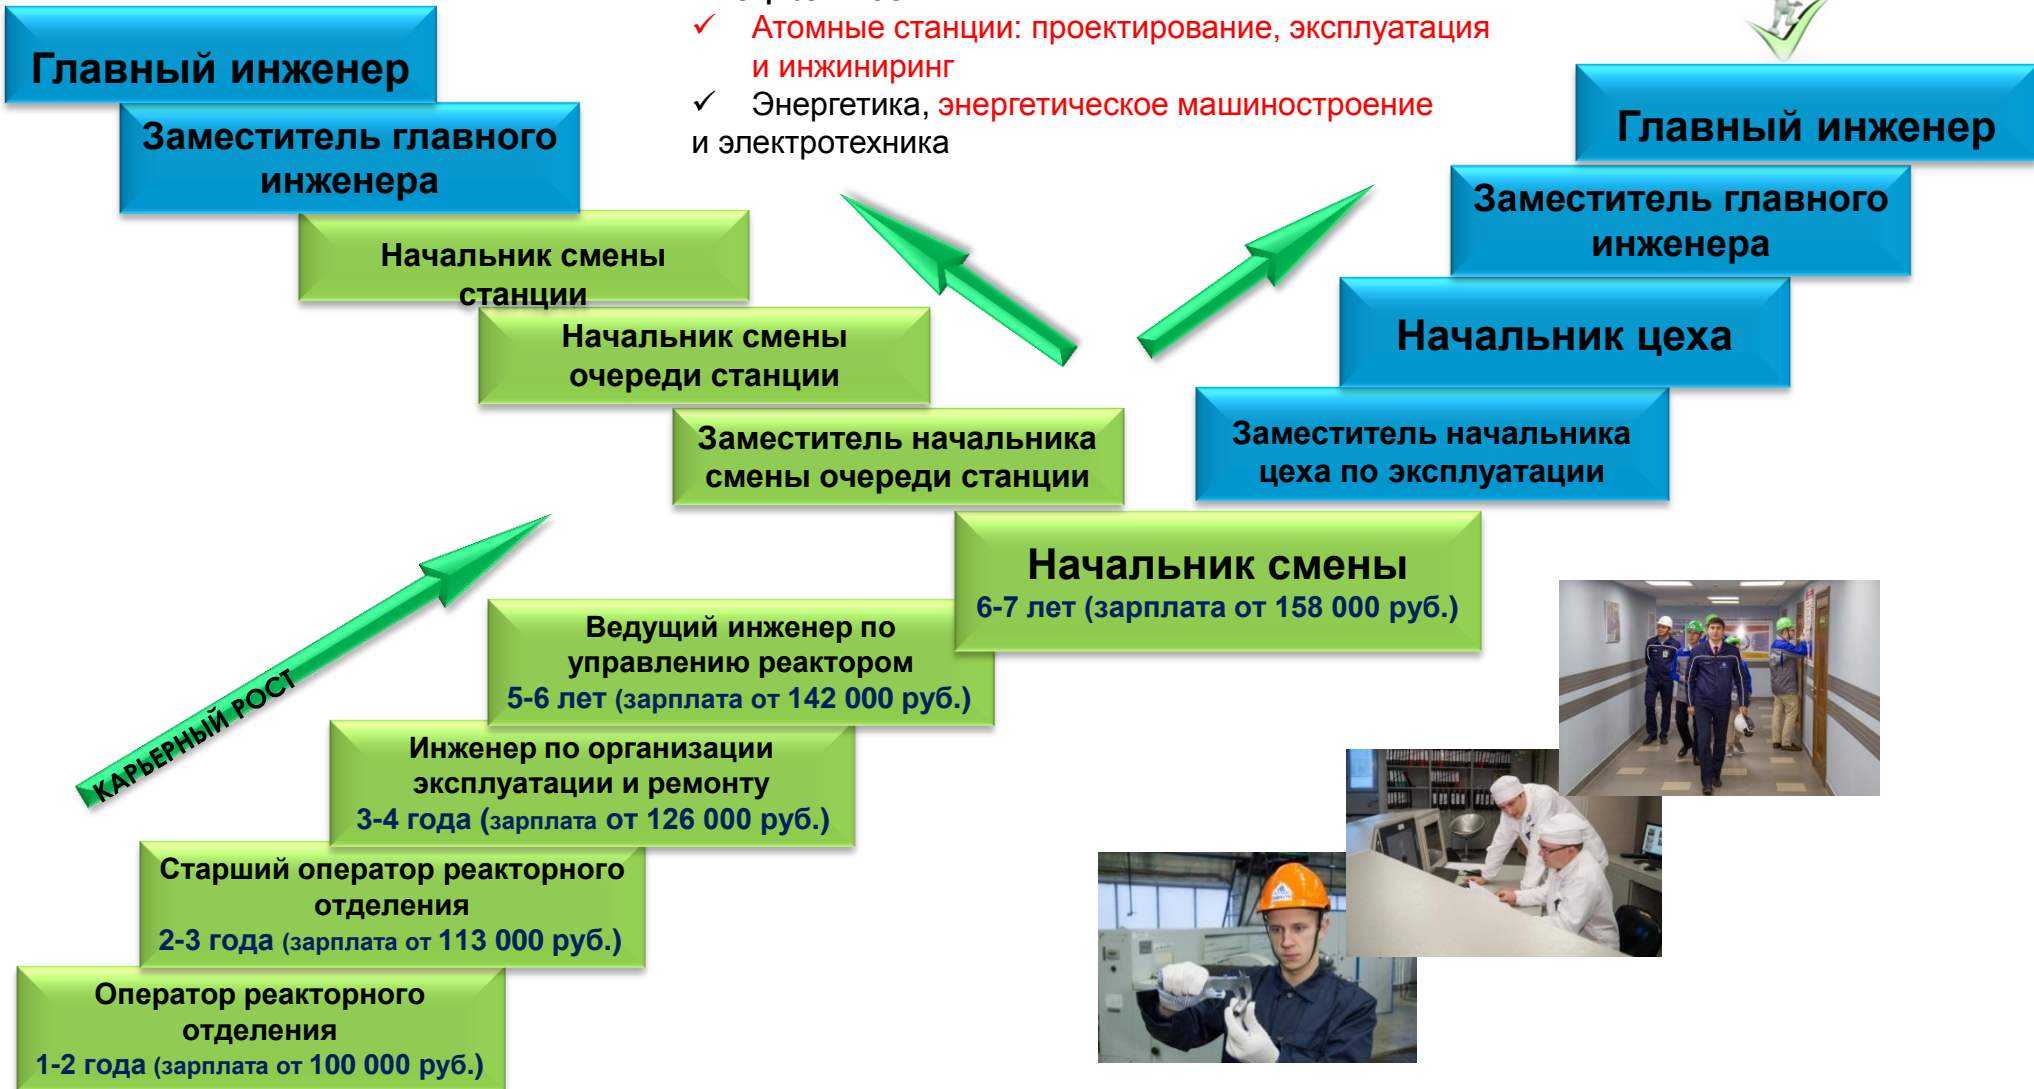 ✓ Атомные станции: проектирование, эксплуатация
и инжиниринг
✓ Энергетика, энергетическое машиностроение
и электротехника
Главный инженер
Заместитель главного
инженера
Начальник смены
станции
Начальник смены
очереди станции
Заместитель начальника
смены очереди станции
Главный инженер
Заместитель главного
инженера
Начальник цеха
Заместитель начальника
цеха по эксплуатации
Начальник смены
6-7 лет (зарплата от 158 000 руб.)
Ведущий инженер по
управлению реактором
5-6 лет (зарплата от 142 000 руб.)
КАРЬЕРНЫЙ РОСТ
Инженер по организации
эксплуатации и ремонту
3-4 года (зарплата от 126 000 руб.)
Старший оператор реакторного
отделения
2-3 года (зарплата от 113 000 руб.)
Оператор реакторного
отделения
1-2 года (зарплата от 100 000 руб.)